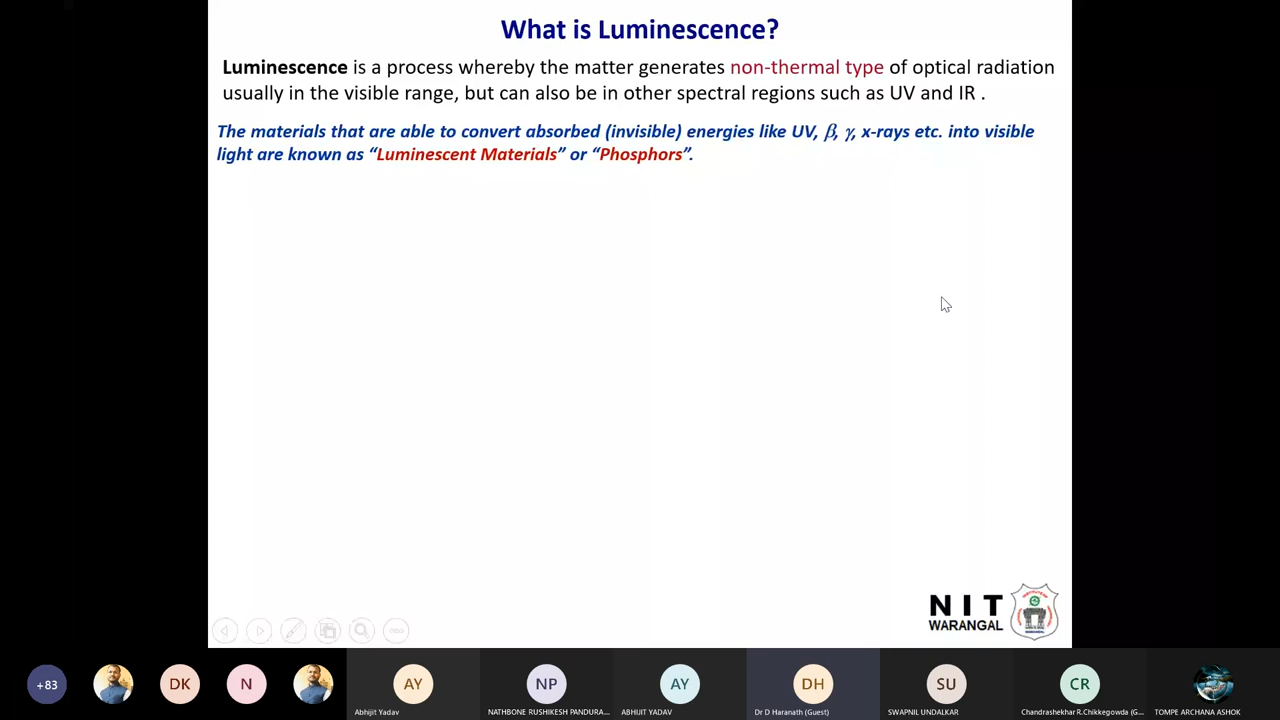 What is Luminescence?
Luminescence is a process whereby the matter generates non-thermal type of optical radiation
usually in the visible range, but can also be in other spectral regions such as UV and IR .
The materials that are able to convert absorbed (invisible) energies like UV, β, γ, x-rays etc. into visible
light are known as “Luminescent Materials” or “Phosphors”.
NIT
WARANGAL
+83
DK
N
AY
Abhijit Yadav
NP
NATHBONE RUSHIKESH PANDURA...
AY
ABHIJIT YADAV
DH
Dr D Haranath (Guest)
SU
SWAPNIL UNDALKAR
CR
Chandrashekhar R.Chikkegowda (G...
TOMPE ARCHANA ASHOK